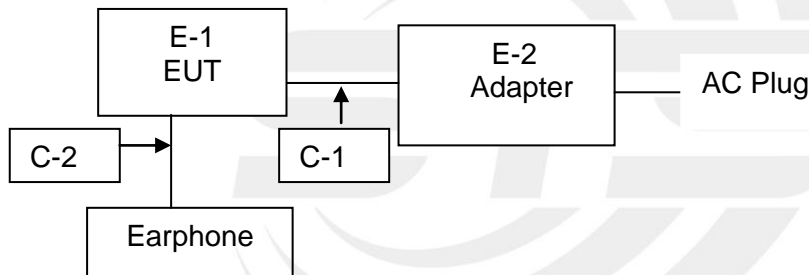 E-1
EUT
E-2
Adapter
AC Plug
C-2
C-1
Earphone